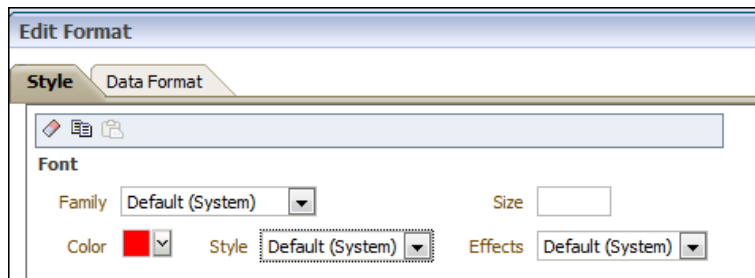 Edit Format
Style Data Format
Font
Family Default (System) Size
Color Style Default (System) Effects Default (System)